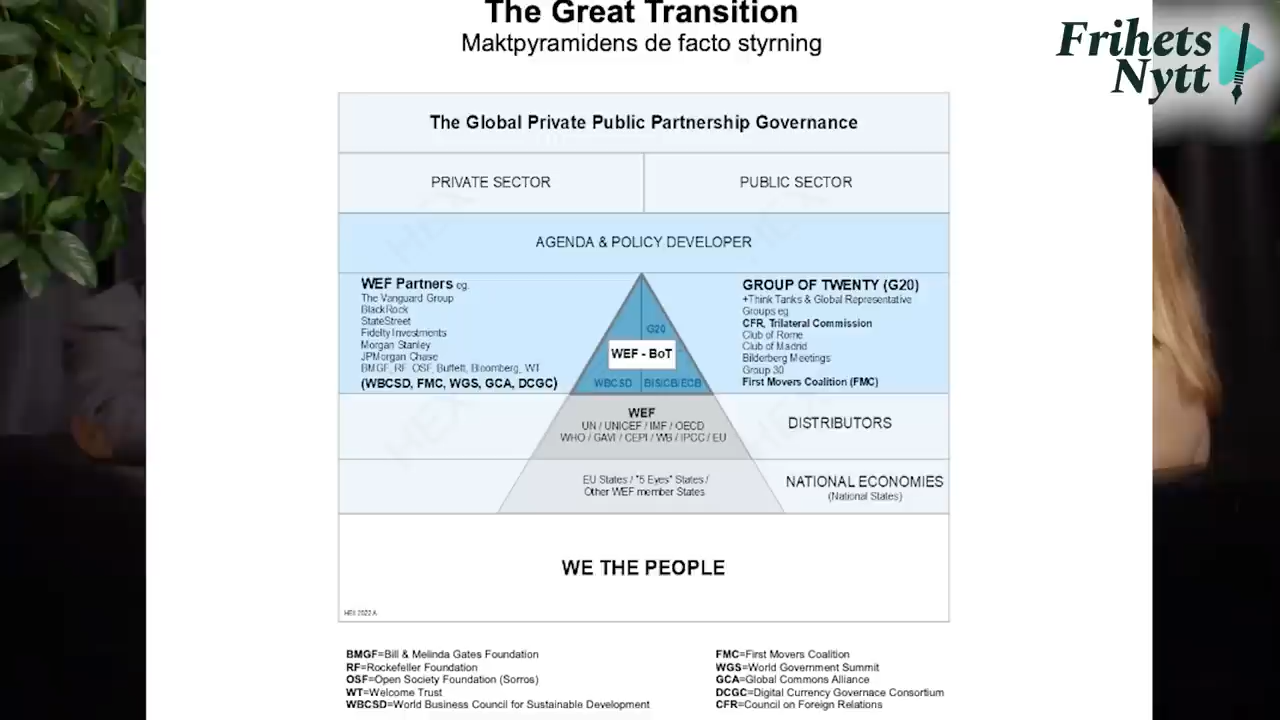 The Great Transition
Maktpyramidens de facto styrning
Frihets
Nytt
The Global Private Public Partnership Governance
PRIVATE SECTOR
PUBLIC SECTOR
AGENDA & POLICY DEVELOPER
WEF Partners eg.
The Vanguard Group
BlackRock
StateStreet
Fidelty Investments
Morgan Stanley
JPMorgan Chase
BMGF, RF, OSF, Buffett, Bloomberg, WT
(WBCSD, FMC, WGS, GCA, DCGC)
G20
WEF - BoT
WBCSD
BIS/CB/ECB
GROUP OF TWENTY (G20)
+Think Tanks & Global Representative
Groups eg
CFR, Trilateral Commission
Club of Rome
Club of Madrid
Bilderberg Meetings
Group 30
First Movers Coalition (FMC)
WEF
UN / UNICEF / IMF / OECD
WHO / GAVI / CEPI / WB / IPCC / EU
DISTRIBUTORS
EU States / "5 Eyes" States /
Other WEF member States
NATIONAL ECONOMIES
(National States)
WE THE PEOPLE
HEX 2022 A
BMGF=Bill & Melinda Gates Foundation
RF=Rockefeller Foundation
OSF=Open Society Foundation (Sorros)
WT=Welcome Trust
WBCSD=World Business Council for Sustainable Development
FMC=First Movers Coalition
WGS=World Government Summit
GCA=Global Commons Alliance
DCGC=Digital Currency Governace Consortium
CFR=Council on Foreign Relations